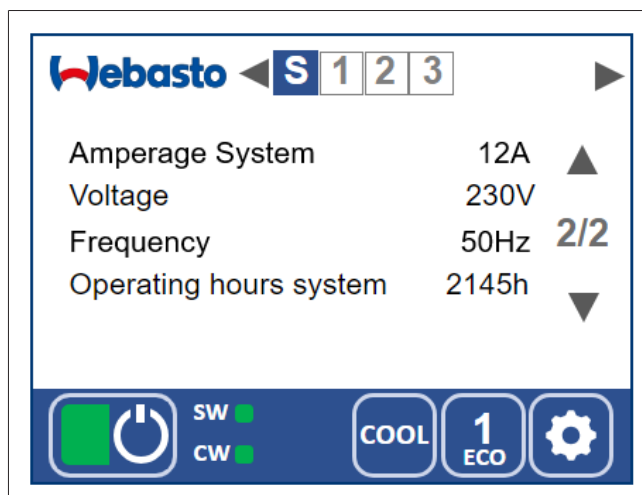 Webasto S 1 2 3
Amperage System 12A
Voltage 230V
Frequency 50Hz 2/2
Operating hours system 2145h
SW
CW
COOL
1
ECO